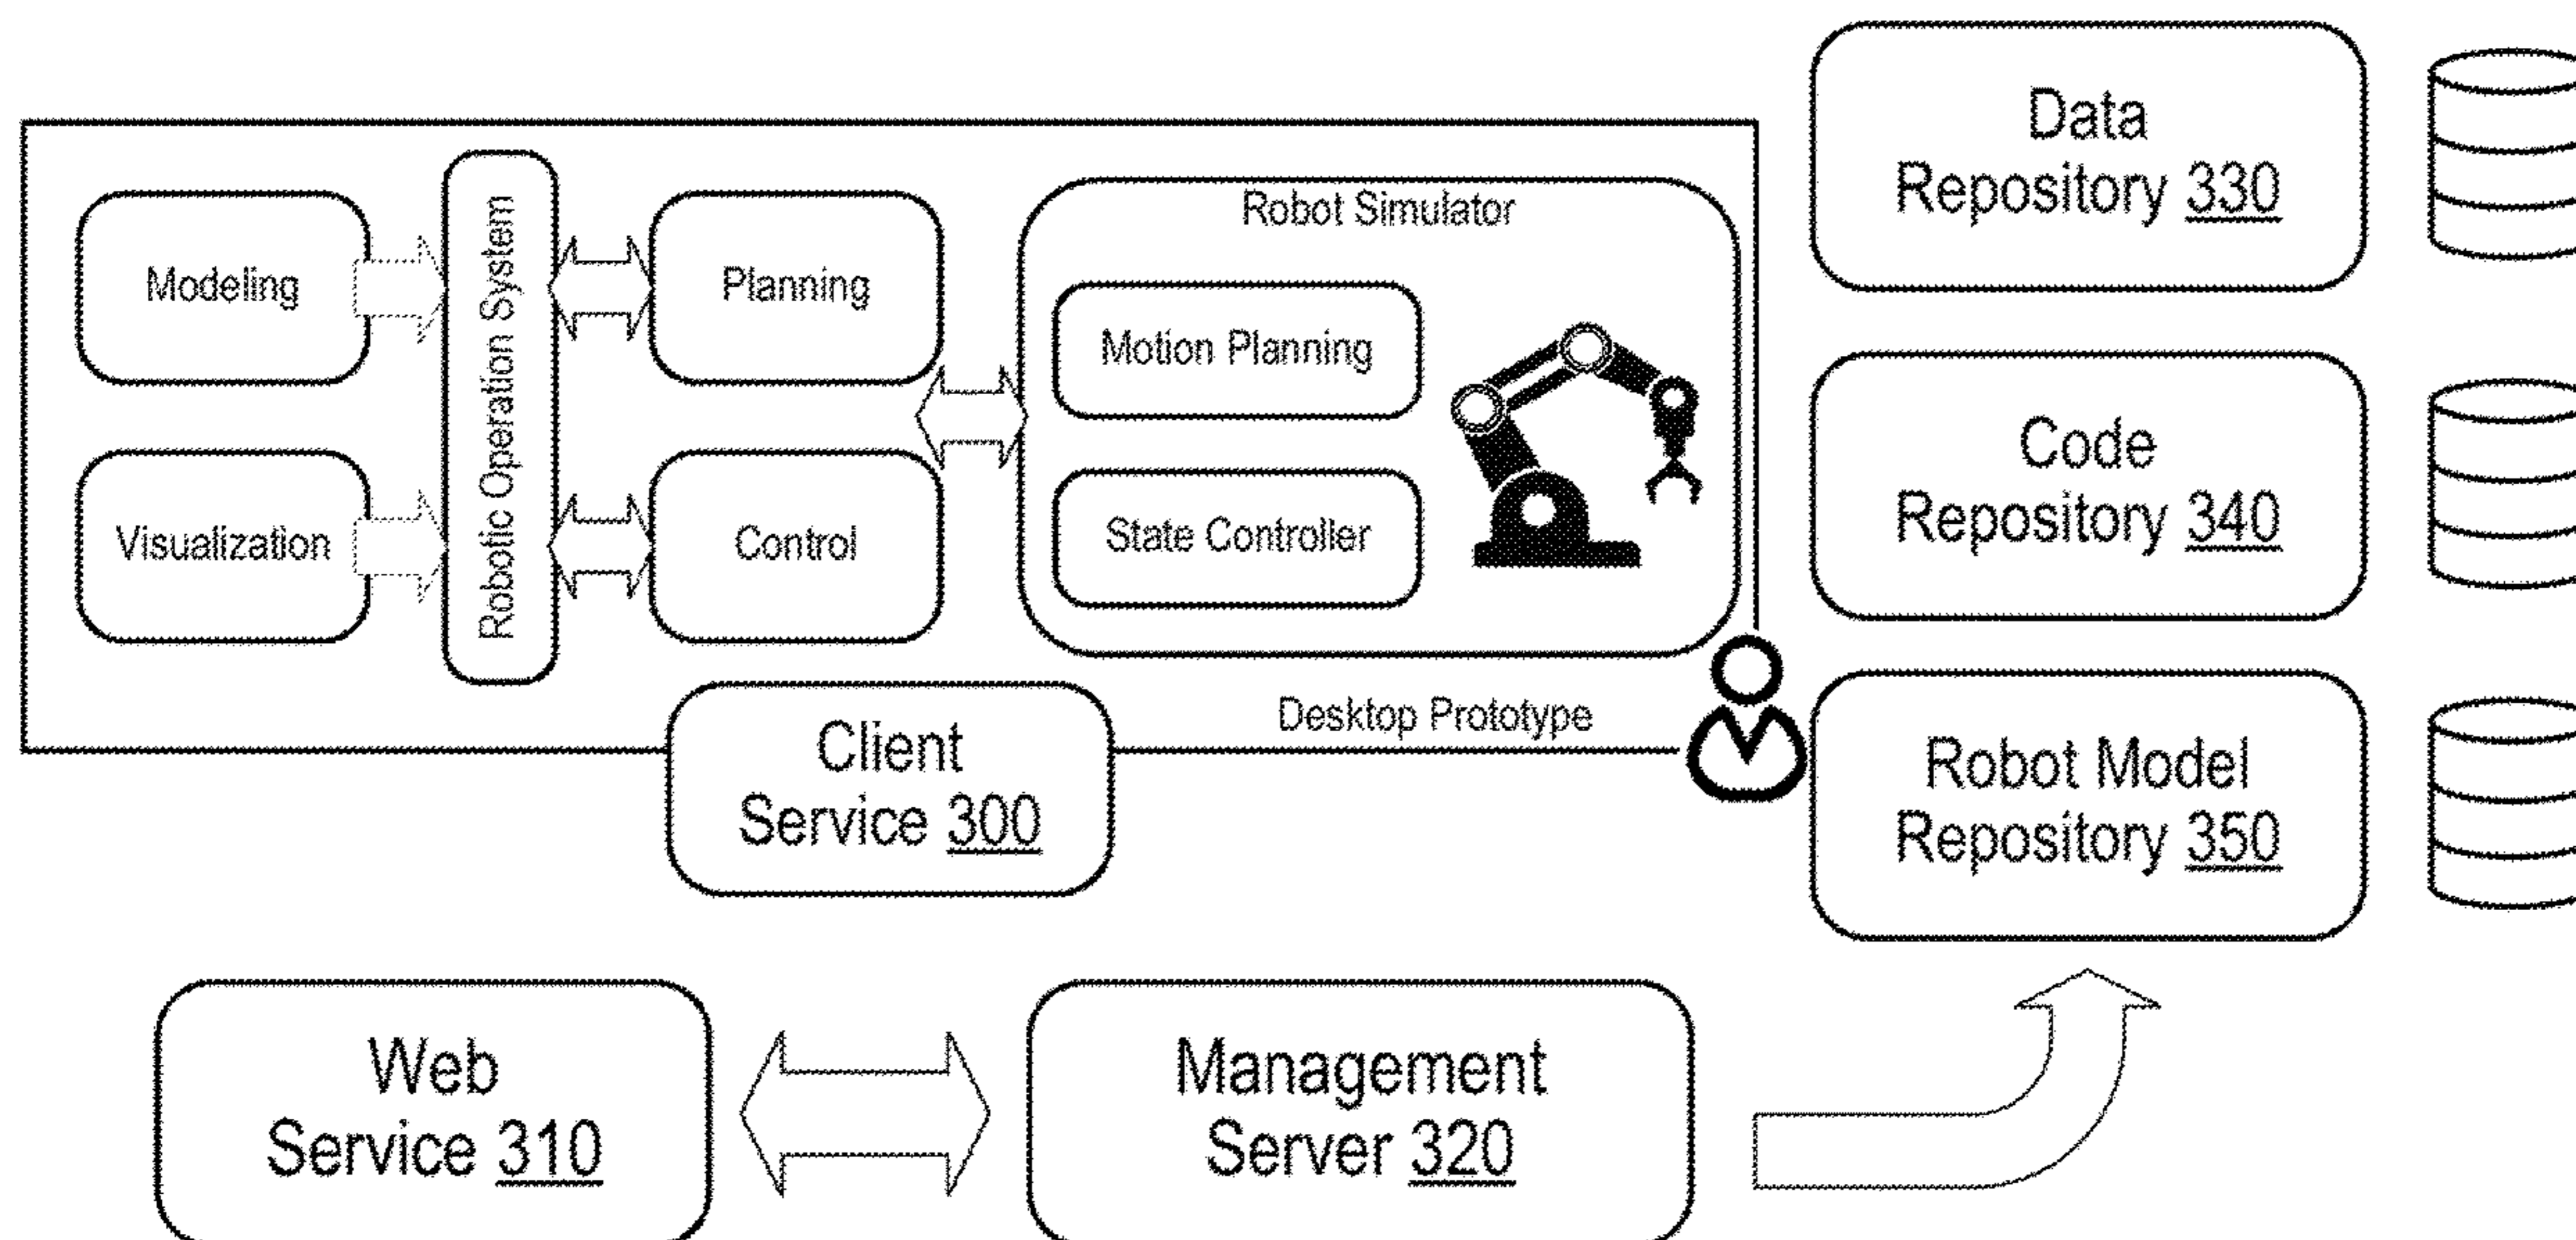 Modeling
Visualization
Robotic Operation System
Planning
Control
Robot Simulator
Motion Planning
State Controller
Desktop Prototype
Client
Service 300
Data
Repository 330
Code
Repository 340
Robot Model
Repository 350
Web
Service 310
Management
Server 320